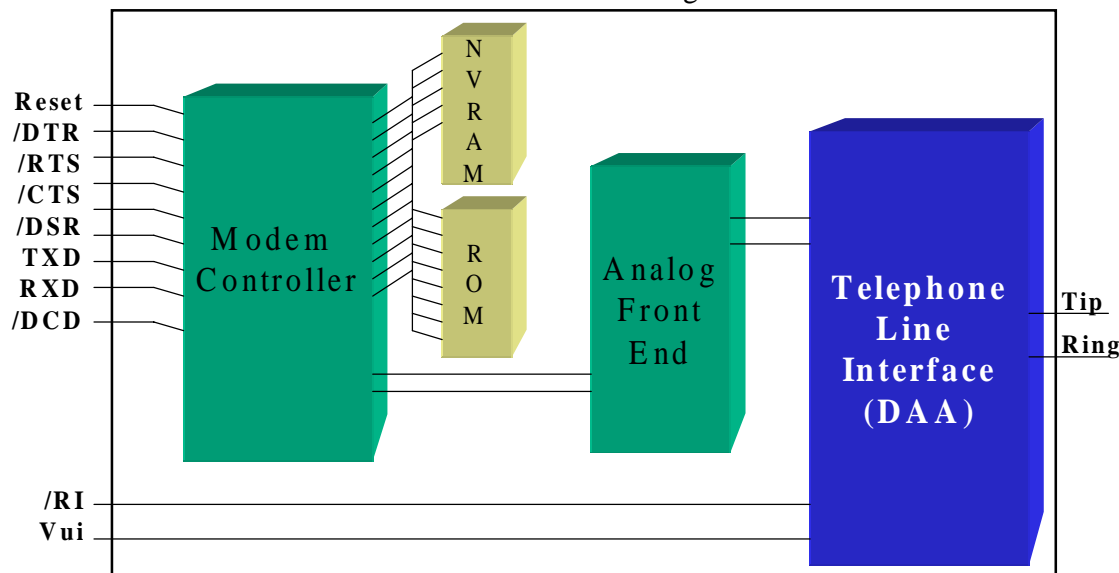 Reset
/DTR
/RTS
/CTS
/DSR
TXD
RXD
/DCD
/RI
Vui
Modem
Controller
N
V
R
A
M
R
O
M
Analog
Front
End
Telephone
Line
Interface
(DAA)
Tip
Ring